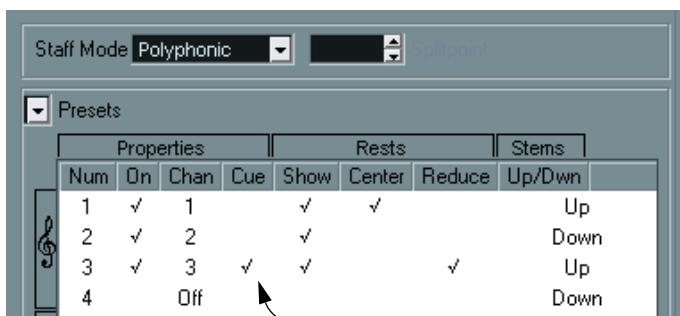 Staff Mode Polyphonic Splitpoint
Presets
Properties Rests Stems
Num On Chan Cue Show Center Reduce Up/Dwn
1 √ 1 √ √ Up
2 √ 2 √ Down
3 √ 3 √ √ √ Up
4 Off Down